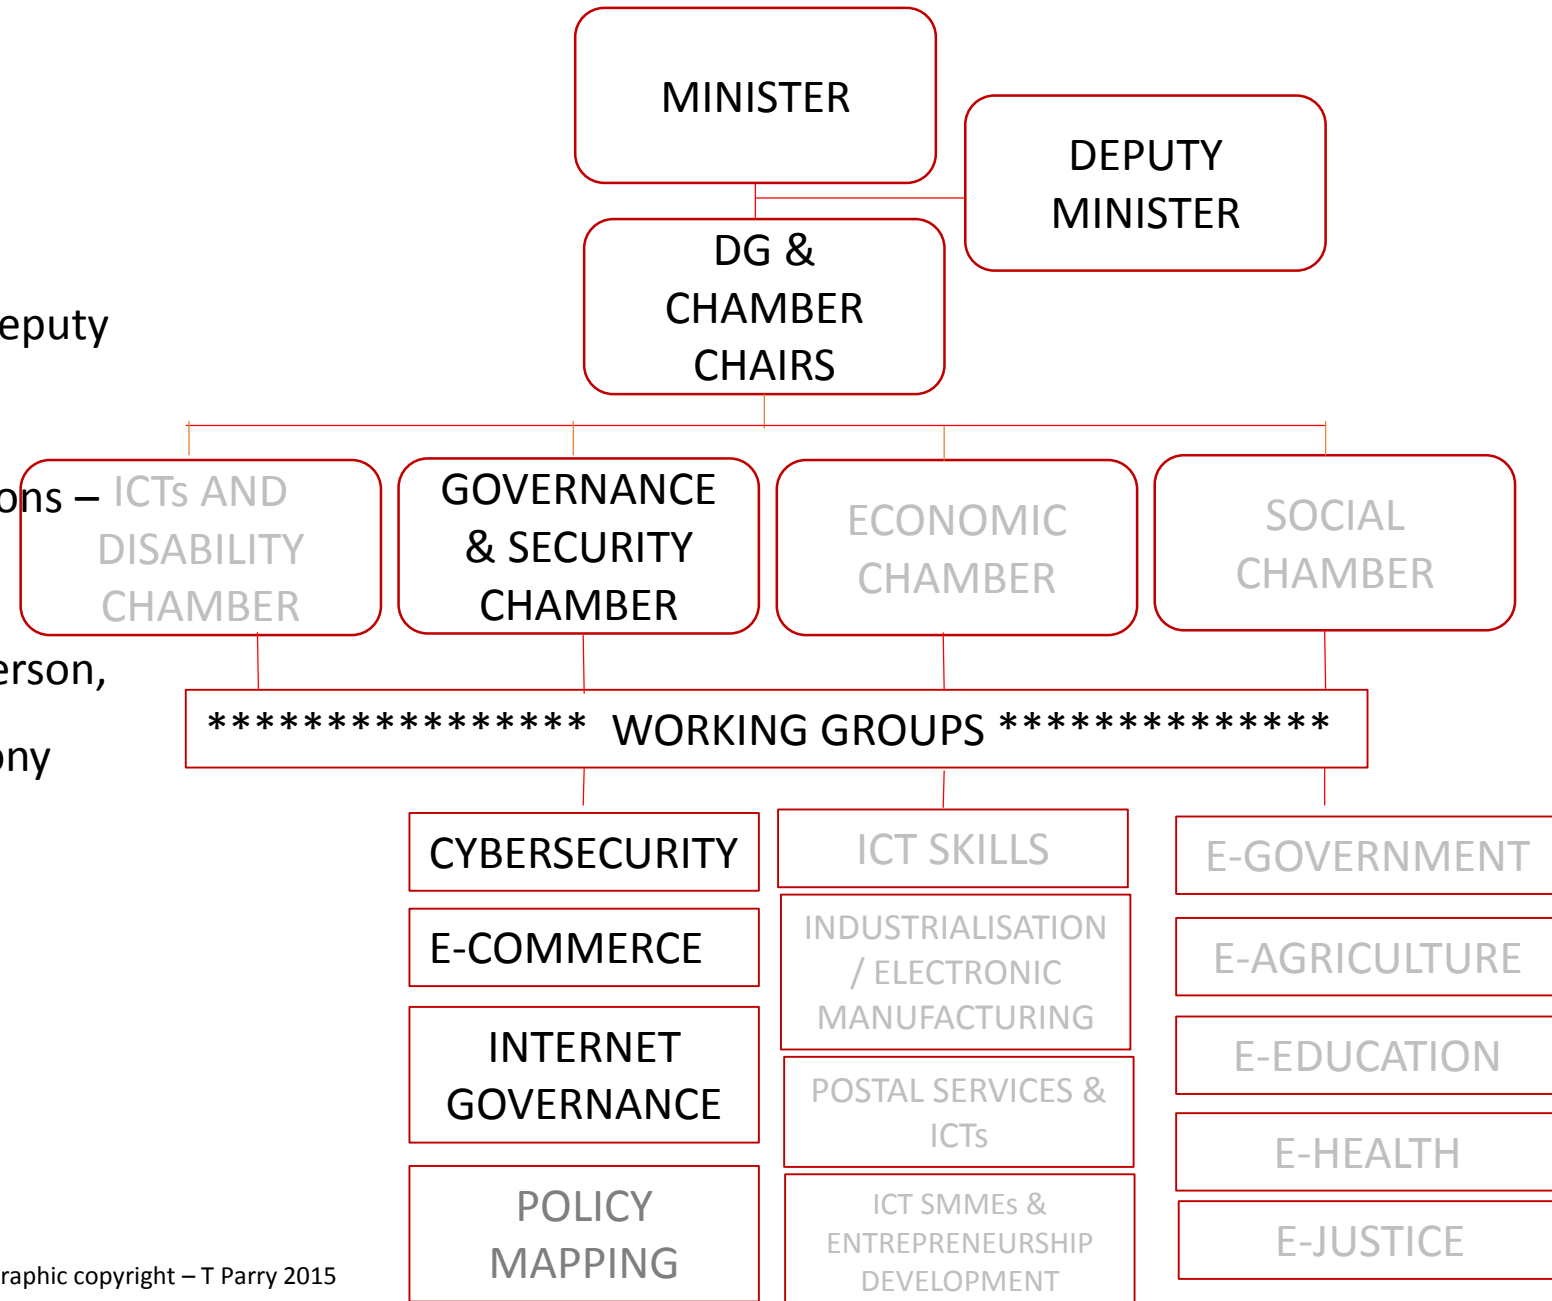 MINISTER
DEPUTY
MINISTER
DG &
CHAMBER
CHAIRS
eputy
ons –
erson,
ony
ICTs AND
DISABILITY
CHAMBER
GOVERNANCE
& SECURITY
CHAMBER
ECONOMIC
CHAMBER
SOCIAL
CHAMBER
**************** WORKING GROUPS **************
CYBERSECURITY
E-COMMERCE
INTERNET
GOVERNANCE
POLICY
MAPPING
ICT SKILLS
INDUSTRIALISATION
/ ELECTRONIC
MANUFACTURING
POSTAL SERVICES &
ICTs
ICT SMMEs &
ENTREPRENEURSHIP
DEVELOPMENT
E-GOVERNMENT
E-AGRICULTURE
E-EDUCATION
E-HEALTH
E-JUSTICE
raphic copyright – T Parry 2015